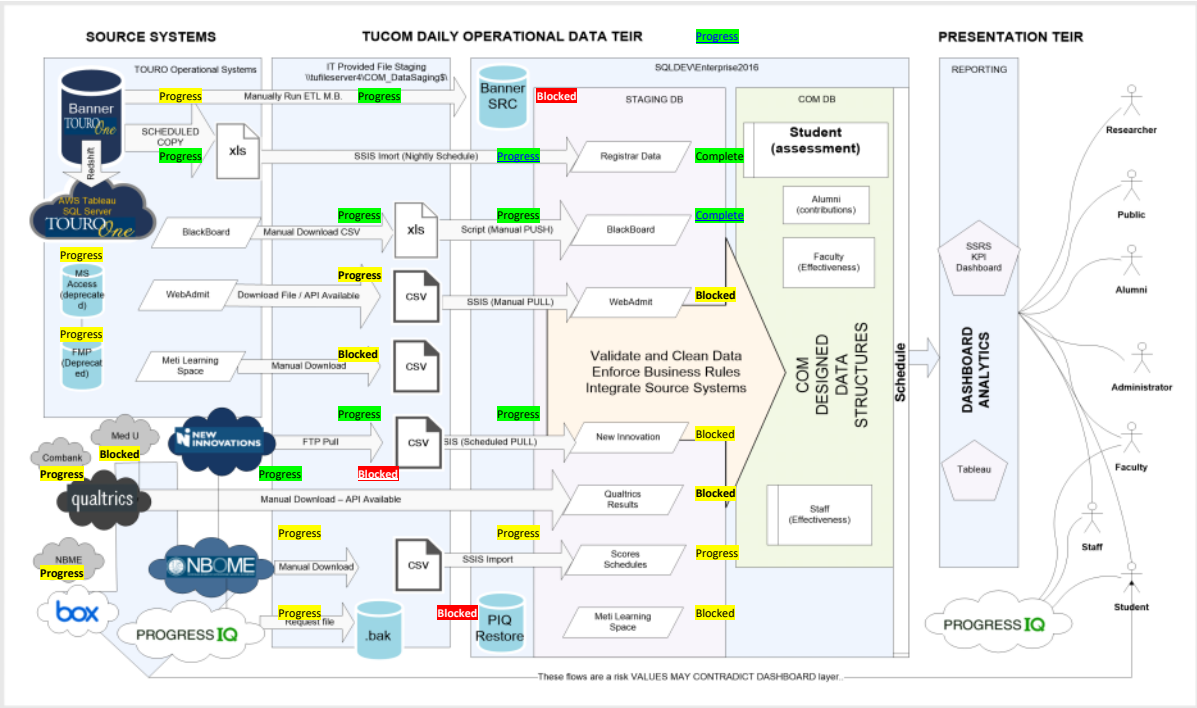 SOURCE SYSTEMS
TUCOM DAILY OPERATIONAL DATA TEIR
Progress
PRESENTATION TEIR
TOURO Operational Systems
IT Provided File Staging
\\tufileserver4\COM_DataSaging$\
SQLDEV\Enterprise2016
REPORTING
Banner
TOURO One
Progress
Manually Run ETL M.B.
Progress
Banner
SRC
Blocked
STAGING DB
COM DB
SCHEDULED
COPY
Progress
xls
SSIS Imort (Nightly Schedule)
Progress
Registrar Data
Complete
Student
(assessment)
Researcher
Redshift
AWS Tableau
SQL Server
TOURO One
BlackBoard
Progress
Manual Download CSV
xls
Progress
Script (Manual PUSH)
BlackBoard
Complete
Alumni
(contributions)
Public
Progress
MS
Access
(deprecate
d)
WebAdmit
Progress
Download File / API Available
CSV
SSIS (Manual PULL)
WebAdmit
Blocked
Faculty
(Effectiveness)
SSRS
KPI
Dashboard
Alumni
Progress
FMP
(Deprecat
ed)
Meti Learning
Space
Blocked
Manual Download
CSV
Validate and Clean Data
Enforce Business Rules
Integrate Source Systems
COM
DESIGNED
DATA
STRUCTURES
Schedule
DASHBOARD
ANALYTICS
Administrator
Med U
Blocked
Combank
Progress
NEW
INNOVATIONS
Progress
FTP Pull
CSV
Progress
SIS (Scheduled PULL)
New Innovation
Blocked
Faculty
Tableau
qualtrics
Progress
Blocked
Manual Download – API Available
Qualtrics
Results
Blocked
Staff
(Effectiveness)
NBME
Progress
NBOME
Progress
Manual Download
CSV
Progress
SSIS Import
Scores
Schedules
Progress
Staff
box
PROGRESS IQ
Progress
Request file
.bak
Blocked
PIQ
Restore
Meti Learning
Space
Blocked
PROGRESS IQ
Student
These flows are a risk VALUES MAY CONTRADICT DASHBOARD layer..